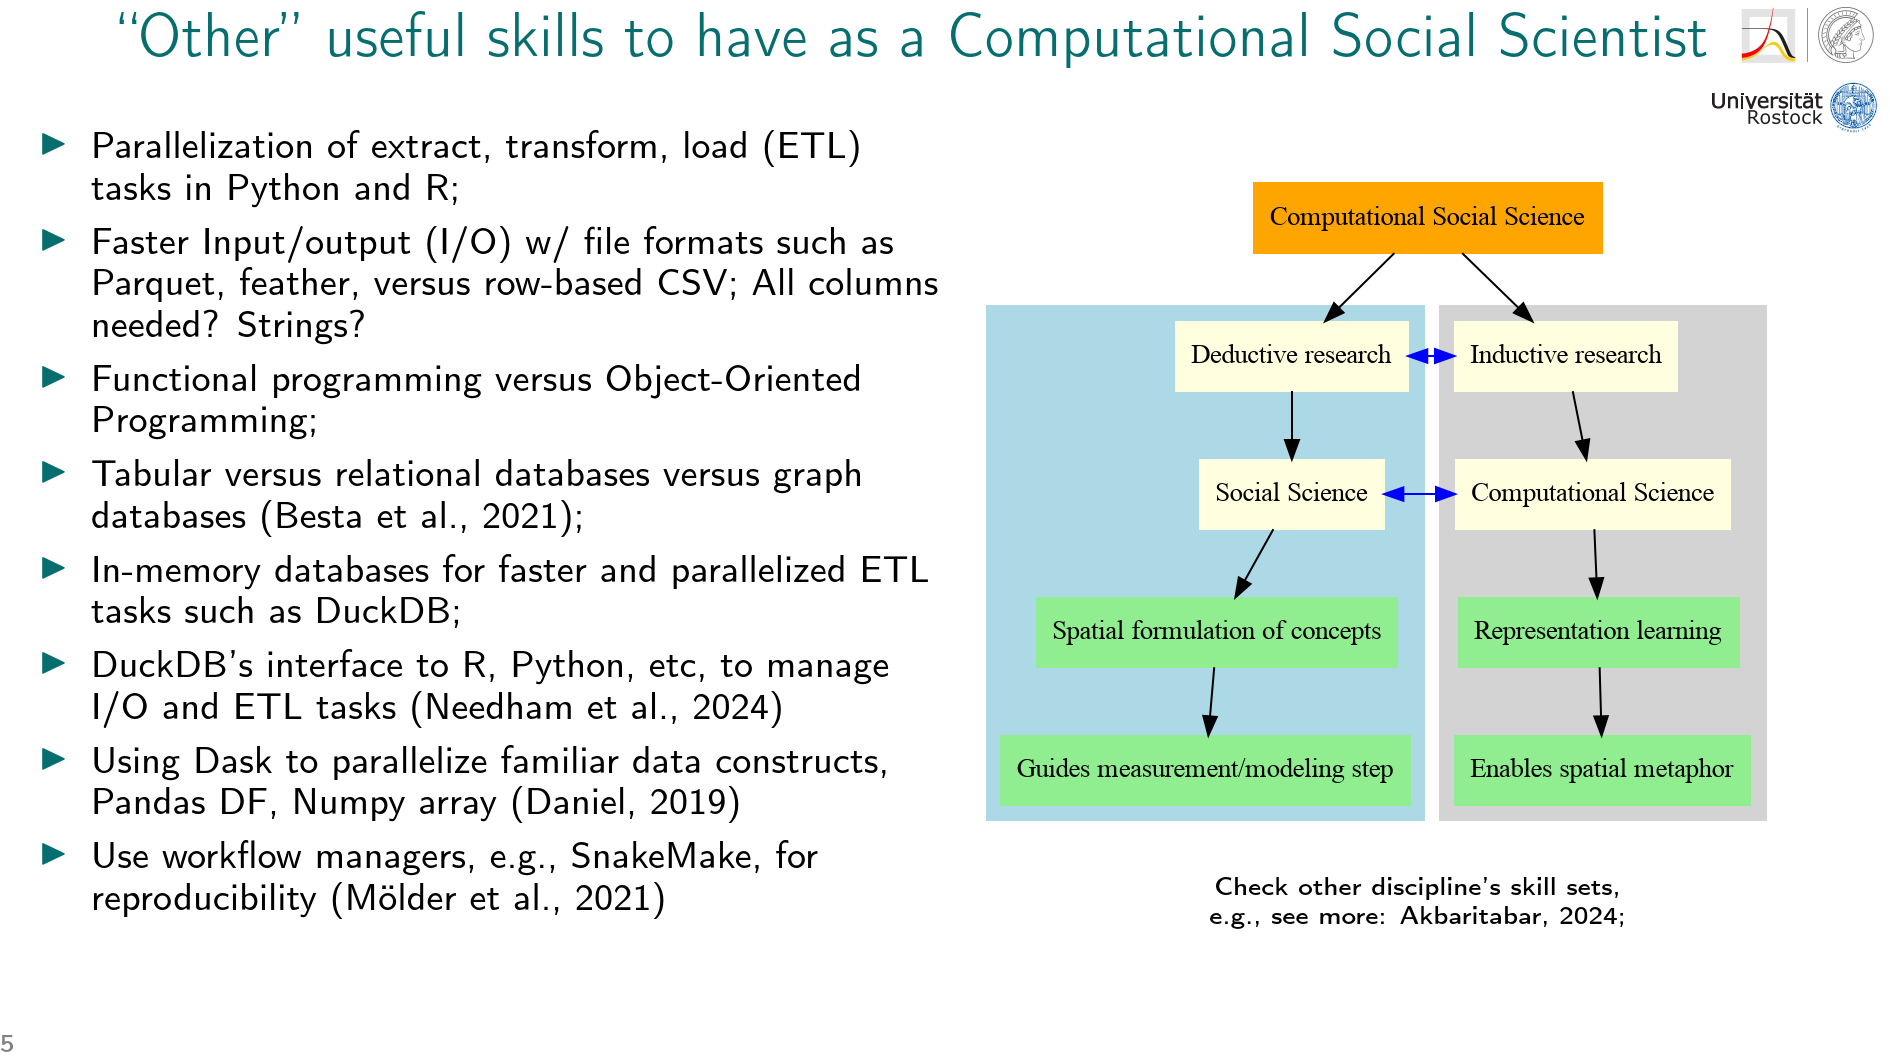 “Other” useful skills to have as a Computational Social Scientist
Universität
Rostock
▶ Parallelization of extract, transform, load (ETL)
tasks in Python and R;
▶ Faster Input/output (I/O) w/ file formats such as
Parquet, feather, versus row-based CSV; All columns
needed? Strings?
▶ Functional programming versus Object-Oriented
Programming;
▶ Tabular versus relational databases versus graph
databases (Besta et al., 2021);
▶ In-memory databases for faster and parallelized ETL
tasks such as DuckDB;
▶ DuckDB’s interface to R, Python, etc, to manage
I/O and ETL tasks (Needham et al., 2024)
▶ Using Dask to parallelize familiar data constructs,
Pandas DF, Numpy array (Daniel, 2019)
▶ Use workflow managers, e.g., SnakeMake, for
reproducibility (Mölder et al., 2021)
Computational Social Science
Deductive research
Inductive research
Social Science
Computational Science
Spatial formulation of concepts
Representation learning
Guides measurement/modeling step
Enables spatial metaphor
Check other discipline’s skill sets,
e.g., see more: Akbaritabar, 2024;
5